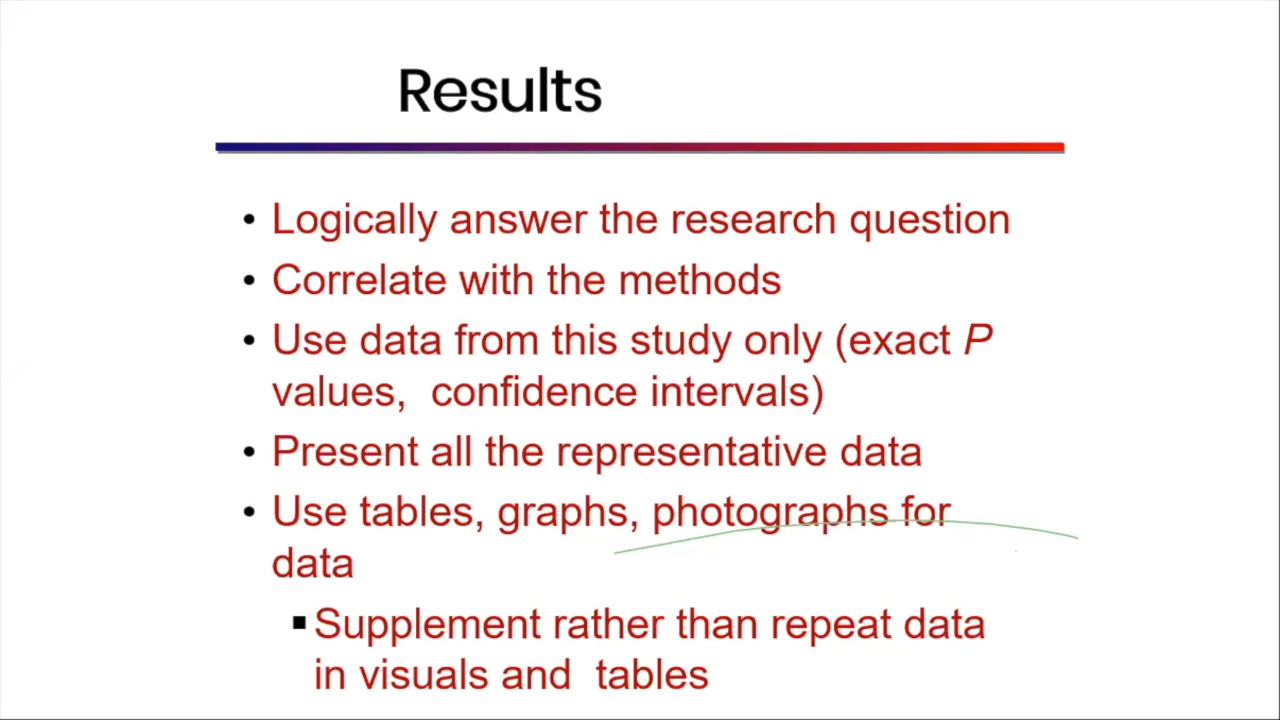 Results
• Logically answer the research question
• Correlate with the methods
• Use data from this study only (exact P
values,  confidence intervals)
• Present all the representative data
• Use tables, graphs, photographs for
data
▪ Supplement rather than repeat data
in visuals and  tables